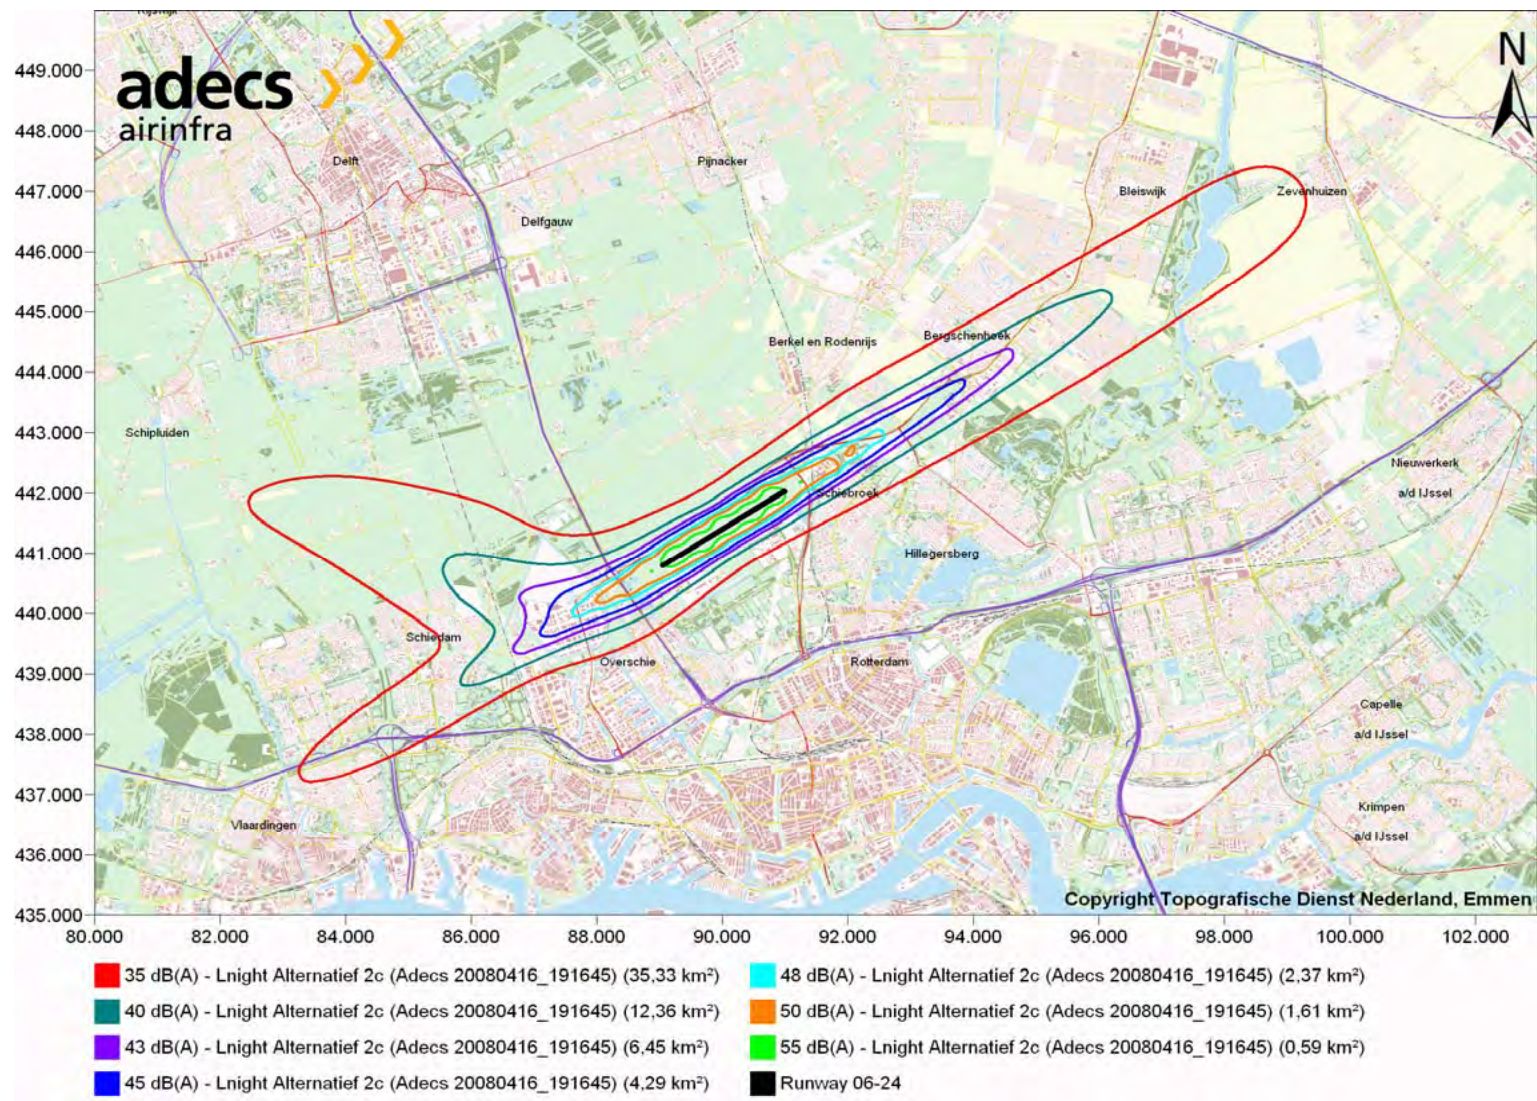 Rijswijk
449.000
adecs
airinfra
N
448.000
Delft
Pijnacker
447.000
Bleiswijk
Zevenhuizen
Delfgauw
446.000
445.000
Berkel en Rodenrijs
Bergschenhoek
444.000
Schipluiden
443.000
Nieuwerkerk
442.000
Schiebroek
a/d IJssel
441.000
Hillegersberg
440.000
Schiedam
Overschie
Rotterdam
439.000
Capelle
438.000
a/d IJssel
437.000
Krimpen
Vlaardingen
a/d IJssel
436.000
Copyright Topografische Dienst Nederland, Emmen
435.000
80.000 82.000 84.000 86.000 88.000 90.000 92.000 94.000 96.000 98.000 100.000 102.000
35 dB(A) - Lnight Alternatief 2c (Adecs 20080416_191645) (35,33 km²)
40 dB(A) - Lnight Alternatief 2c (Adecs 20080416_191645) (12,36 km²)
43 dB(A) - Lnight Alternatief 2c (Adecs 20080416_191645) (6,45 km²)
45 dB(A) - Lnight Alternatief 2c (Adecs 20080416_191645) (4,29 km²)
48 dB(A) - Lnight Alternatief 2c (Adecs 20080416_191645) (2,37 km²)
50 dB(A) - Lnight Alternatief 2c (Adecs 20080416_191645) (1,61 km²)
55 dB(A) - Lnight Alternatief 2c (Adecs 20080416_191645) (0,59 km²)
Runway 06-24